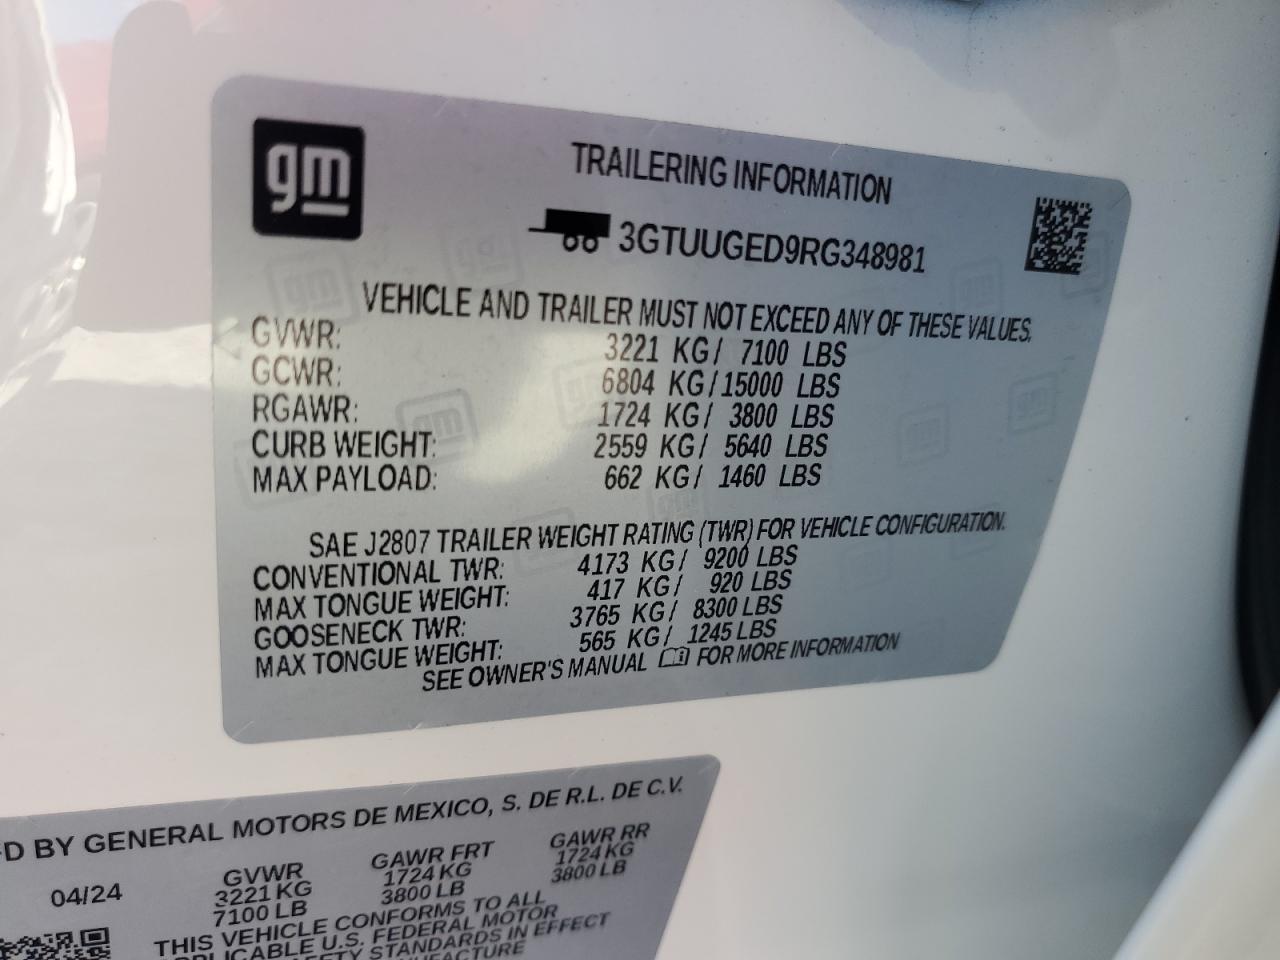 gm
TRAILERING INFORMATION
3GTUUGED9RG348981
VEHICLE AND TRAILER MUST NOT EXCEED ANY OF THESE VALUES.
GVWR: 3221 KG/ 7100 LBS
GCWR: 6804 KG/15000 LBS
RGAWR: 1724 KG/ 3800 LBS
CURB WEIGHT: 2559 KG/ 5640 LBS
MAX PAYLOAD: 662 KG/ 1460 LBS
SAE J2807 TRAILER WEIGHT RATING (TWR) FOR VEHICLE CONFIGURATION.
CONVENTIONAL TWR: 4173 KG/ 9200 LBS
MAX TONGUE WEIGHT: 417 KG/ 920 LBS
GOOSENECK TWR: 3765 KG/ 8300 LBS
MAX TONGUE WEIGHT: 565 KG/ 1245 LBS
SEE OWNER'S MANUAL FOR MORE INFORMATION
BY GENERAL MOTORS DE MEXICO, S. DE R.L. DE C.V.
04/24 GVWR GAWR FRT GAWR RR
3221 KG 1724 KG 1724 KG
7100 LB 3800 LB 3800 LB
THIS VEHICLE CONFORMS TO ALL
U.S. FEDERAL MOTOR
STANDARDS IN EFFECT